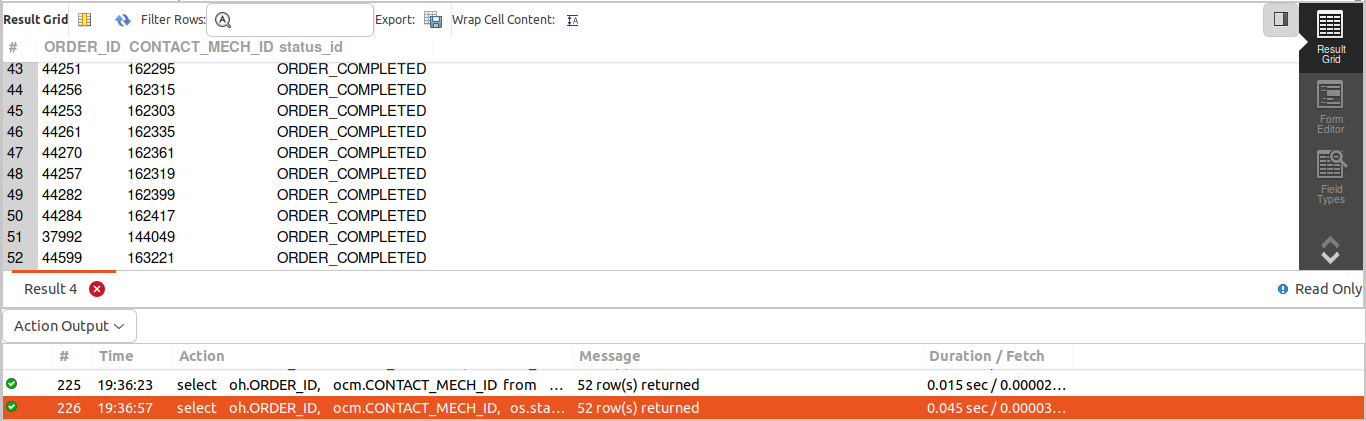 Result Grid Filter Rows: Export: Wrap Cell Content: IA
# ORDER_ID CONTACT_MECH_ID status_id
43 44251 162295 ORDER_COMPLETED
44 44256 162315 ORDER_COMPLETED
45 44253 162303 ORDER_COMPLETED
46 44261 162335 ORDER_COMPLETED
47 44270 162361 ORDER_COMPLETED
48 44257 162319 ORDER_COMPLETED
49 44282 162399 ORDER_COMPLETED
50 44284 162417 ORDER_COMPLETED
51 37992 144049 ORDER_COMPLETED
52 44599 163221 ORDER_COMPLETED
Result
Grid
Form
Editor
Field
Types
Result 4 Read Only
Action Output
# Time Action Message Duration / Fetch
225 19:36:23 select oh.ORDER_ID, ocm.CONTACT_MECH_ID from ... 52 row(s) returned 0.015 sec / 0.00002...
226 19:36:57 select oh.ORDER_ID, ocm.CONTACT_MECH_ID, os.sta... 52 row(s) returned 0.045 sec / 0.00003...